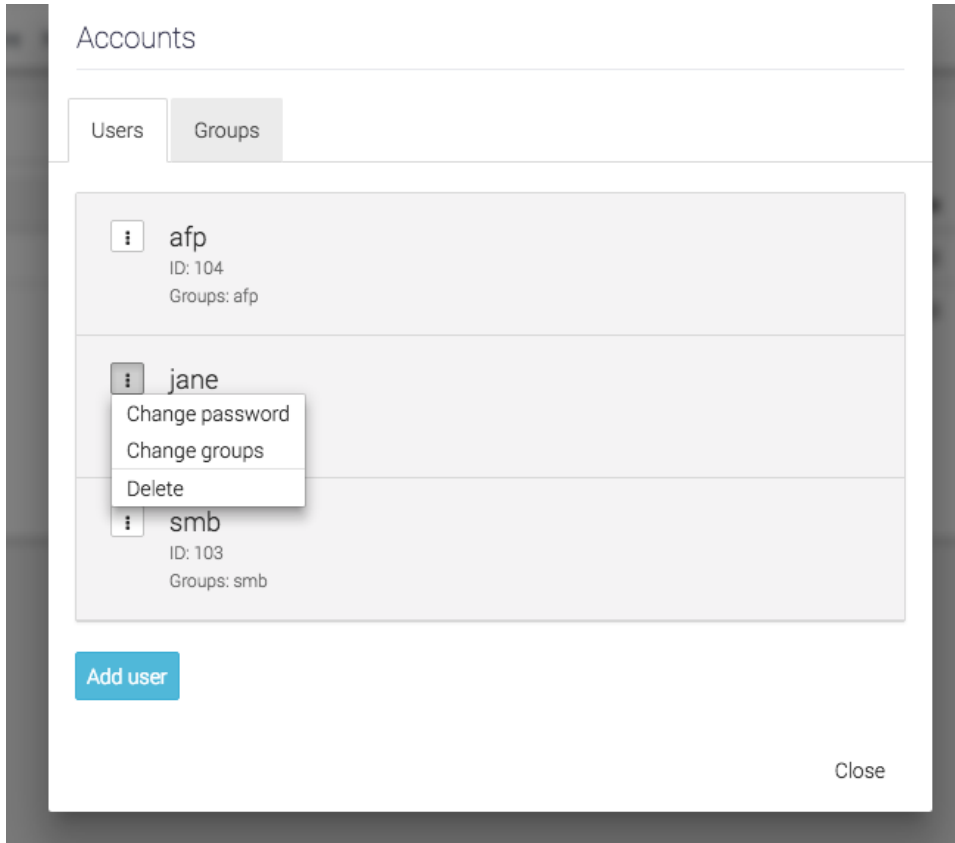 Accounts
Users Groups
afp
ID: 104
Groups: afp
jane
Change password
Change groups
Delete
smb
ID: 103
Groups: smb
Add user
Close